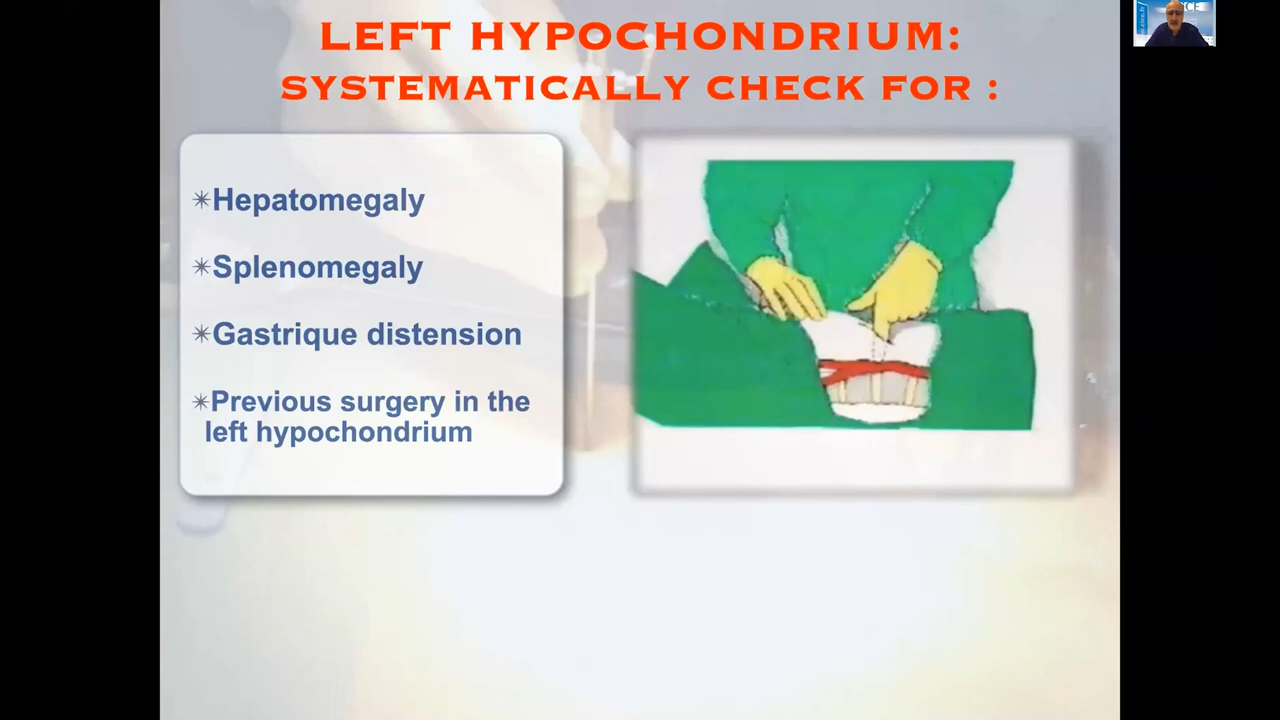 LEFT HYPOCHONDRIUM:
SYSTEMATICALLY CHECK FOR :
✴Hepatomegaly
✴Splenomegaly
✴Gastrique distension
✴Previous surgery in the
left hypochondrium